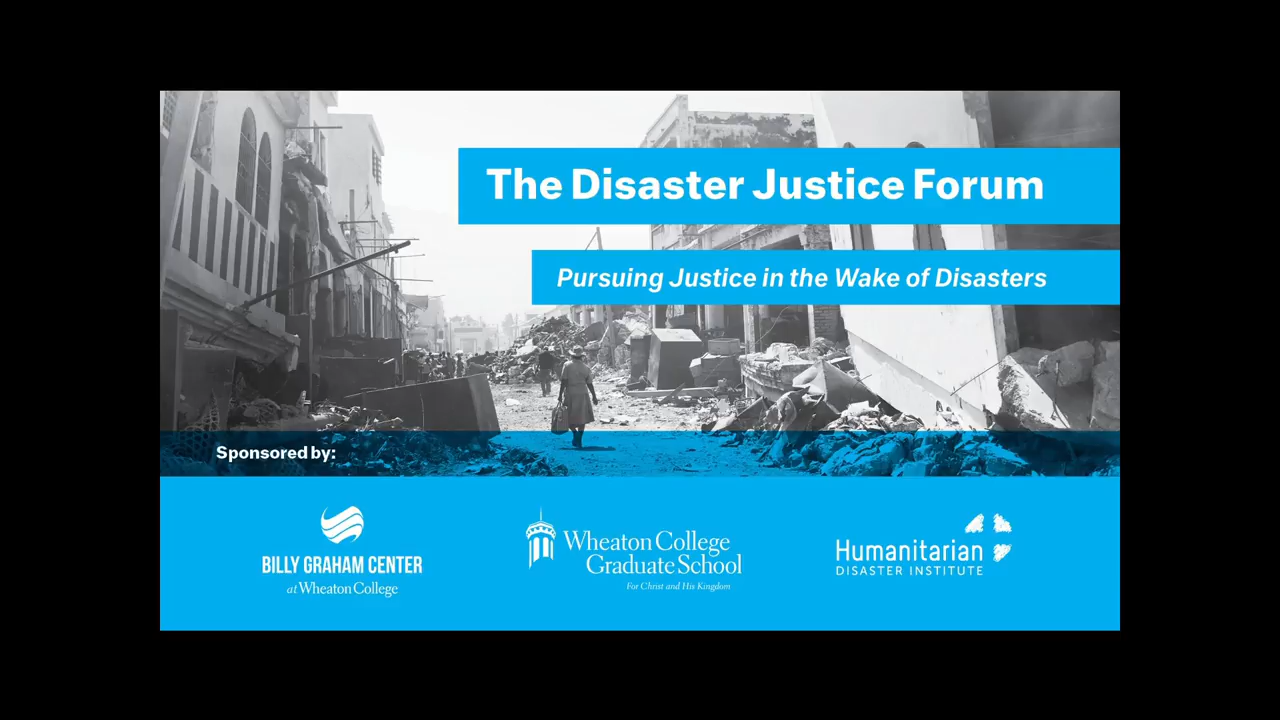 The Disaster Justice Forum
Pursuing Justice in the Wake of Disasters
Sponsored by:
BILLY GRAHAM CENTER
at Wheaton College
Wheaton College
Graduate School
For Christ and His Kingdom
Humanitarian
DISASTER INSTITUTE